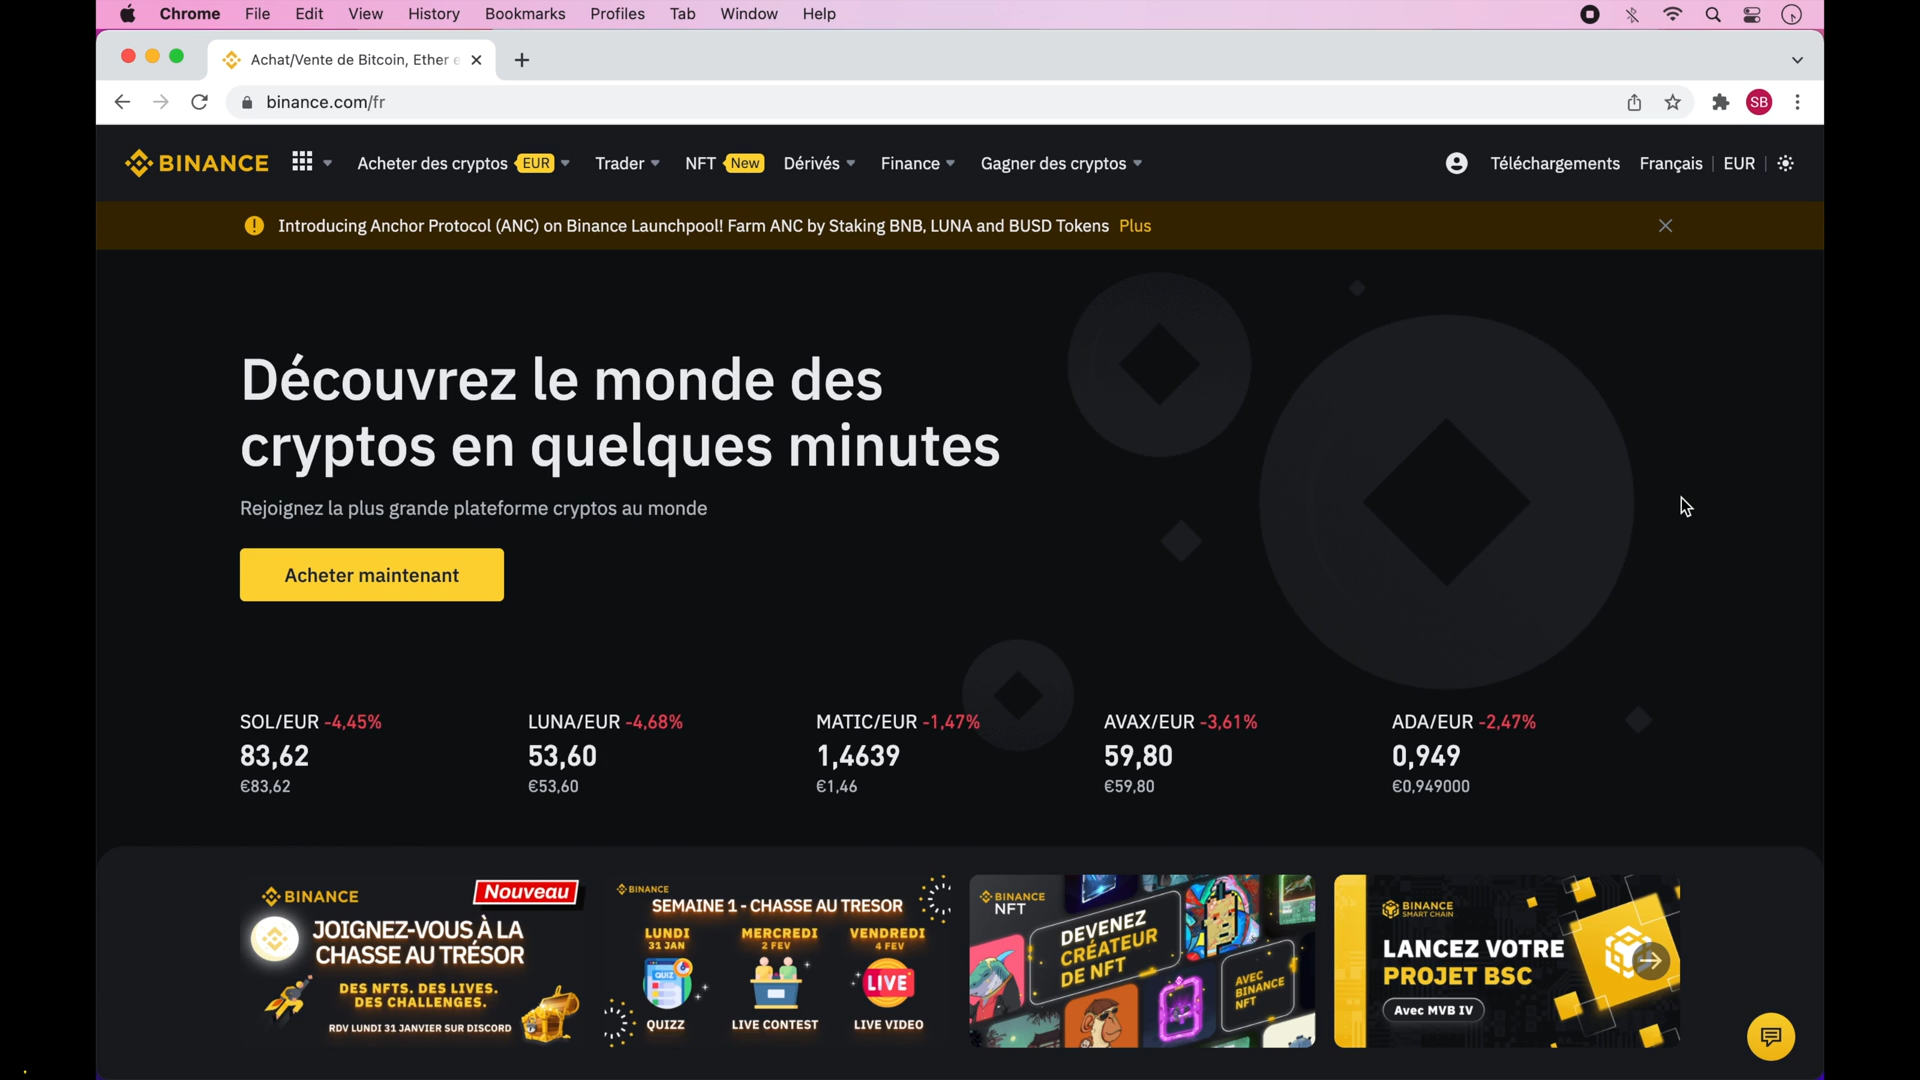 Chrome File Edit View History Bookmarks Profiles Tab Window Help
Achat/Vente de Bitcoin, Ether e
binance.com/fr
SB
BINANCE Acheter des cryptos EUR Trader NFT New Dérivés Finance Gagner des cryptos Téléchargements Français EUR
Introducing Anchor Protocol (ANC) on Binance Launchpool! Farm ANC by Staking BNB, LUNA and BUSD Tokens Plus
Découvrez le monde des
cryptos en quelques minutes
Rejoignez la plus grande plateforme cryptos au monde
Acheter maintenant
SOL/EUR -4,45% LUNA/EUR -4,68% MATIC/EUR -1,47% AVAX/EUR -3,61% ADA/EUR -2,47%
83,62 53,60 1,4639 59,80 0,949
€83,62 €53,60 €1,46 €59,80 €0,949000
BINANCE
Nouveau
JOIGNEZ-VOUS À LA
CHASSE AU TRÉSOR
DES NFTS. DES LIVES.
DES CHALLENGES.
RDV LUNDI 31 JANVIER SUR DISCORD
BINANCE
SEMAINE 1 - CHASSE AU TRESOR
LUNDI MERCREDI VENDREDI
31 JAN 2 FEV 4 FEV
QUIZ
LIVE
QUIZZ LIVE CONTEST LIVE VIDEO
BINANCE
NFT
DEVENEZ
CRÉATEUR
DE NFT
AVEC
BINANCE
NFT
BINANCE
SMART CHAIN
LANCEZ VOTRE
PROJET BSC
Avec MVB IV